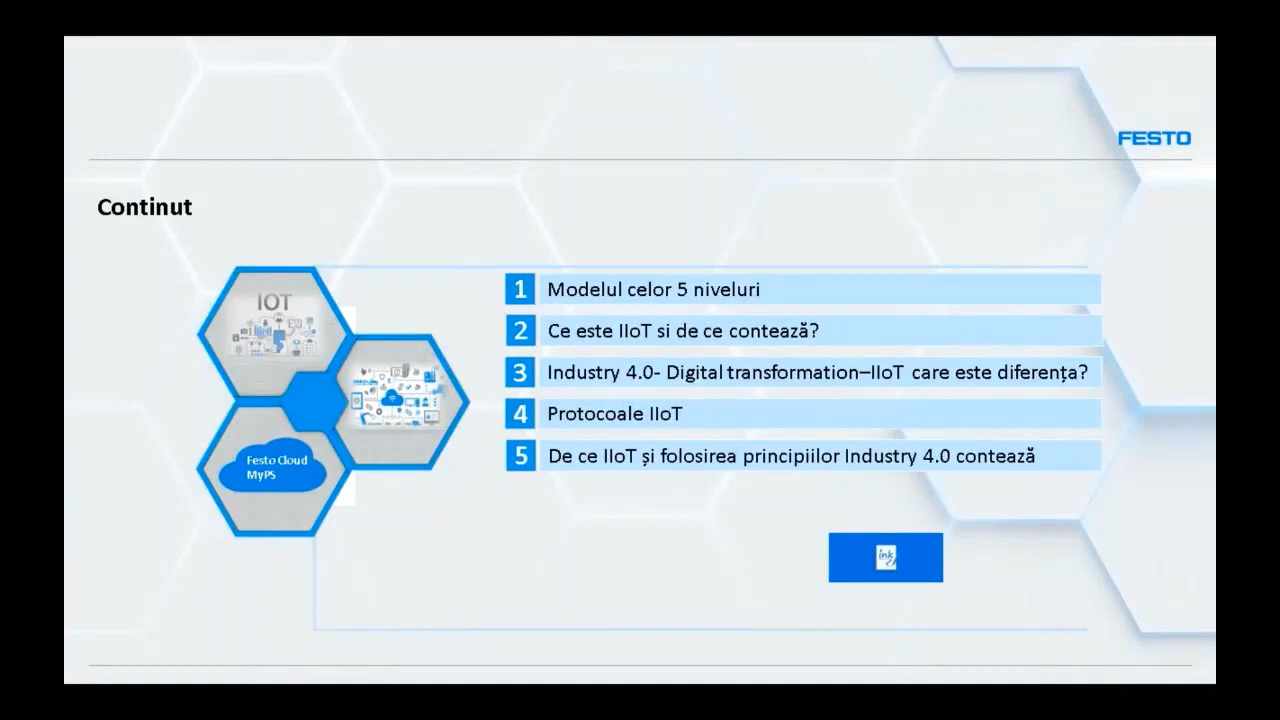 FESTO
Continut
IOT
Festo Cloud
MyPS
1 Modelul celor 5 niveluri
2 Ce este IIoT si de ce contează?
3 Industry 4.0- Digital transformation–IIoT care este diferența?
4 Protocoale IIoT
5 De ce IIoT și folosirea principiilor Industry 4.0 contează
ink